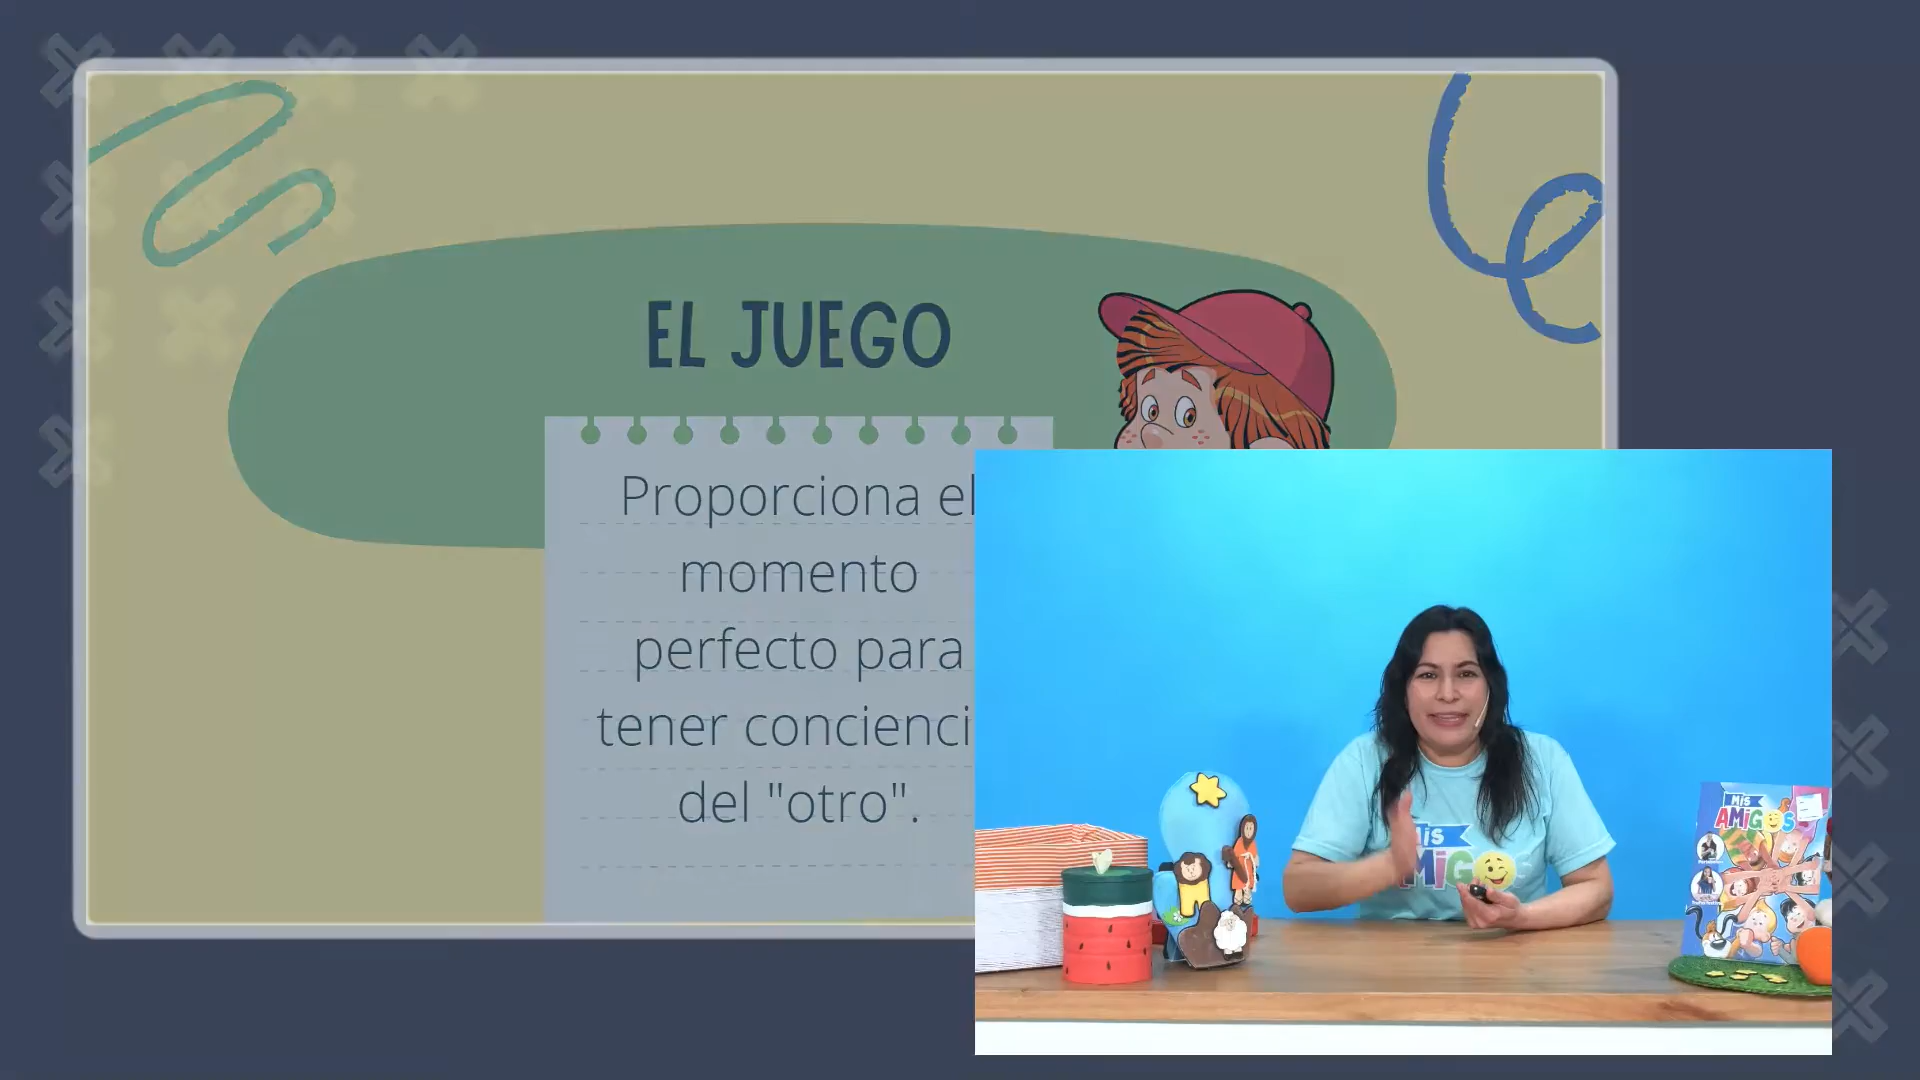 EL JUEGO
Proporciona el
momento
perfecto para
tener concienci
del "otro".
MiS
AMiGOS